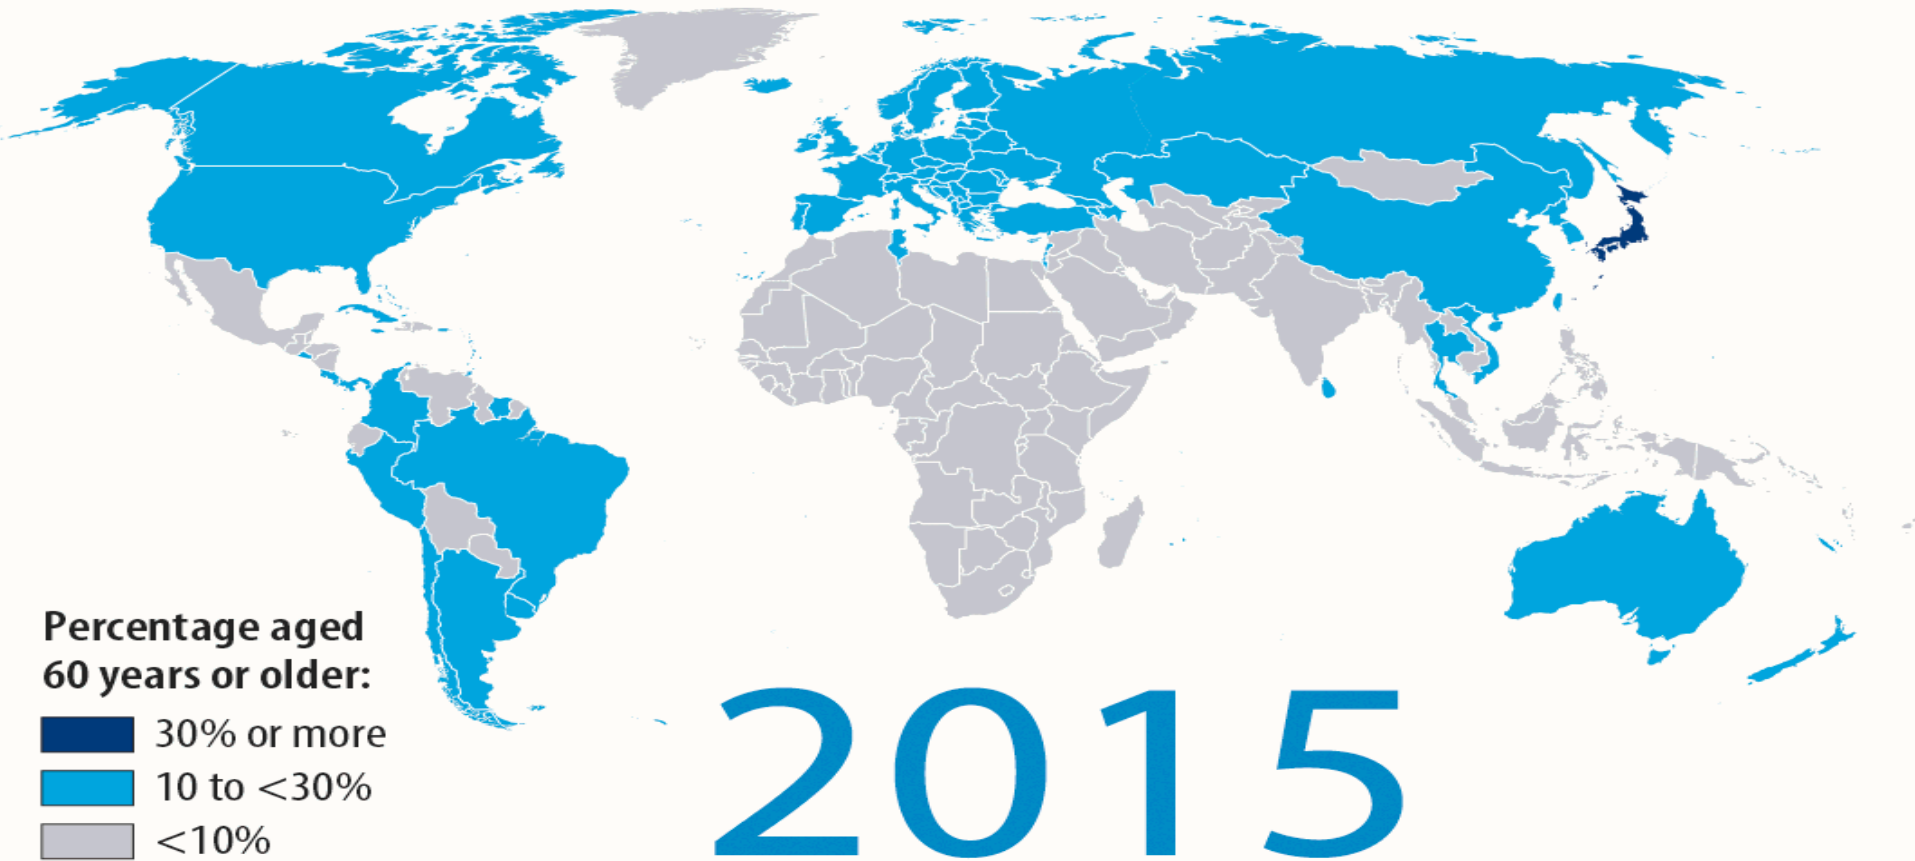 Percentage aged
60 years or older:
30% or more
10 to <30%
<10%
2015